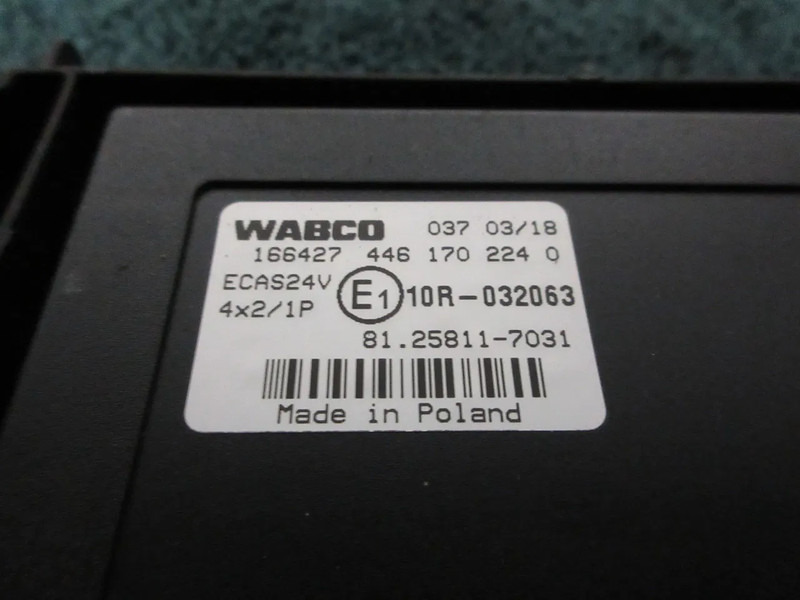 WABCO 037 03/18
166427 446 170 224 0
ECAS24V
4x2/1P
E1 10R-032063
81.25811-7031
Made in Poland